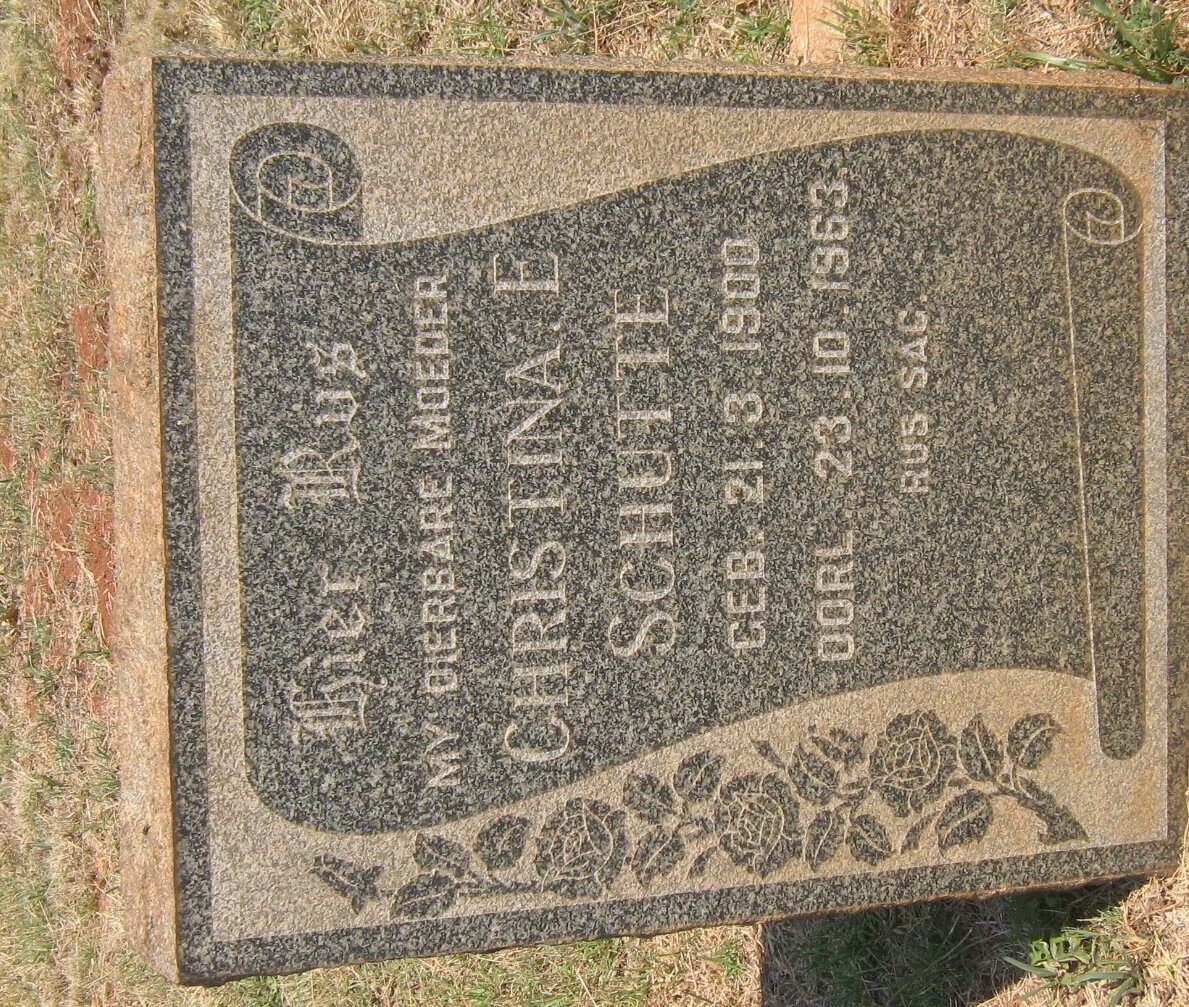 Hier Rus
MY DIERBARE MOEDER
CHRISTINA. E
SCHUTTE
GEB. 21. 3. 1900
OORL. 23. 10. 1963.
RUS SAG.